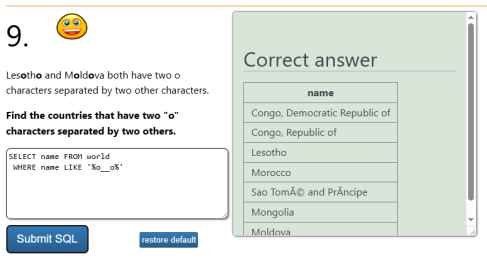 9.
Lesotho and Moldova both have two o
characters separated by two other characters.
Find the countries that have two "o"
characters separated by two others.
SELECT name FROM world
WHERE name LIKE '%o__o%'
Submit SQL
restore default
Correct answer
name
Congo, Democratic Republic of
Congo, Republic of
Lesotho
Morocco
Sao TomÃ© and PrÃncipe
Mongolia
Moldova